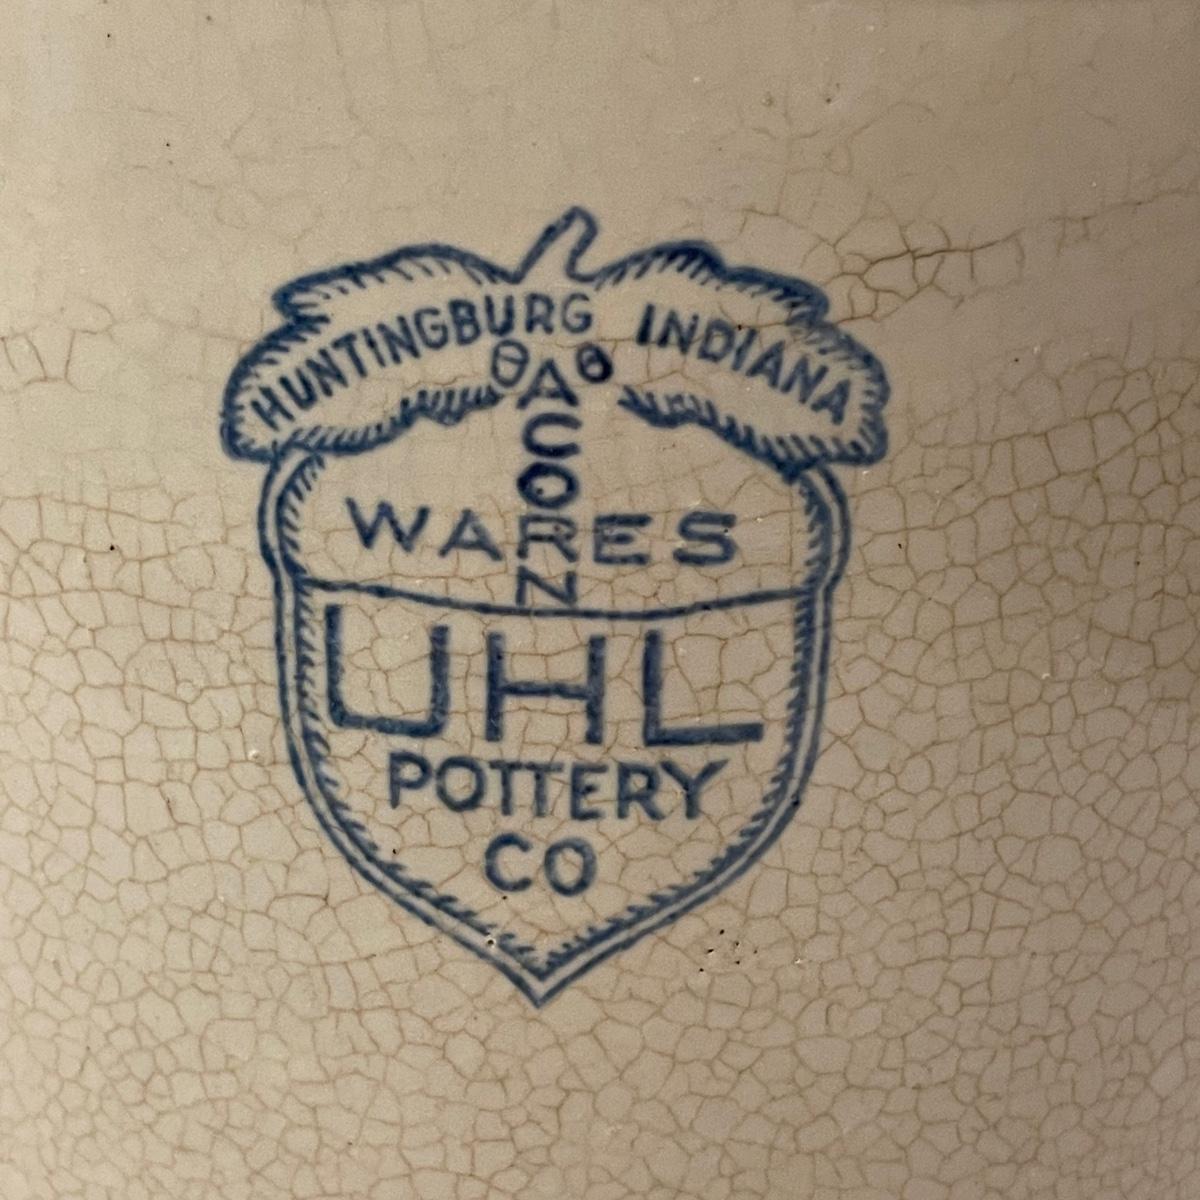 HUNTINGBURG INDIANA
ACORN
WARES
UHL
POTTERY
CO